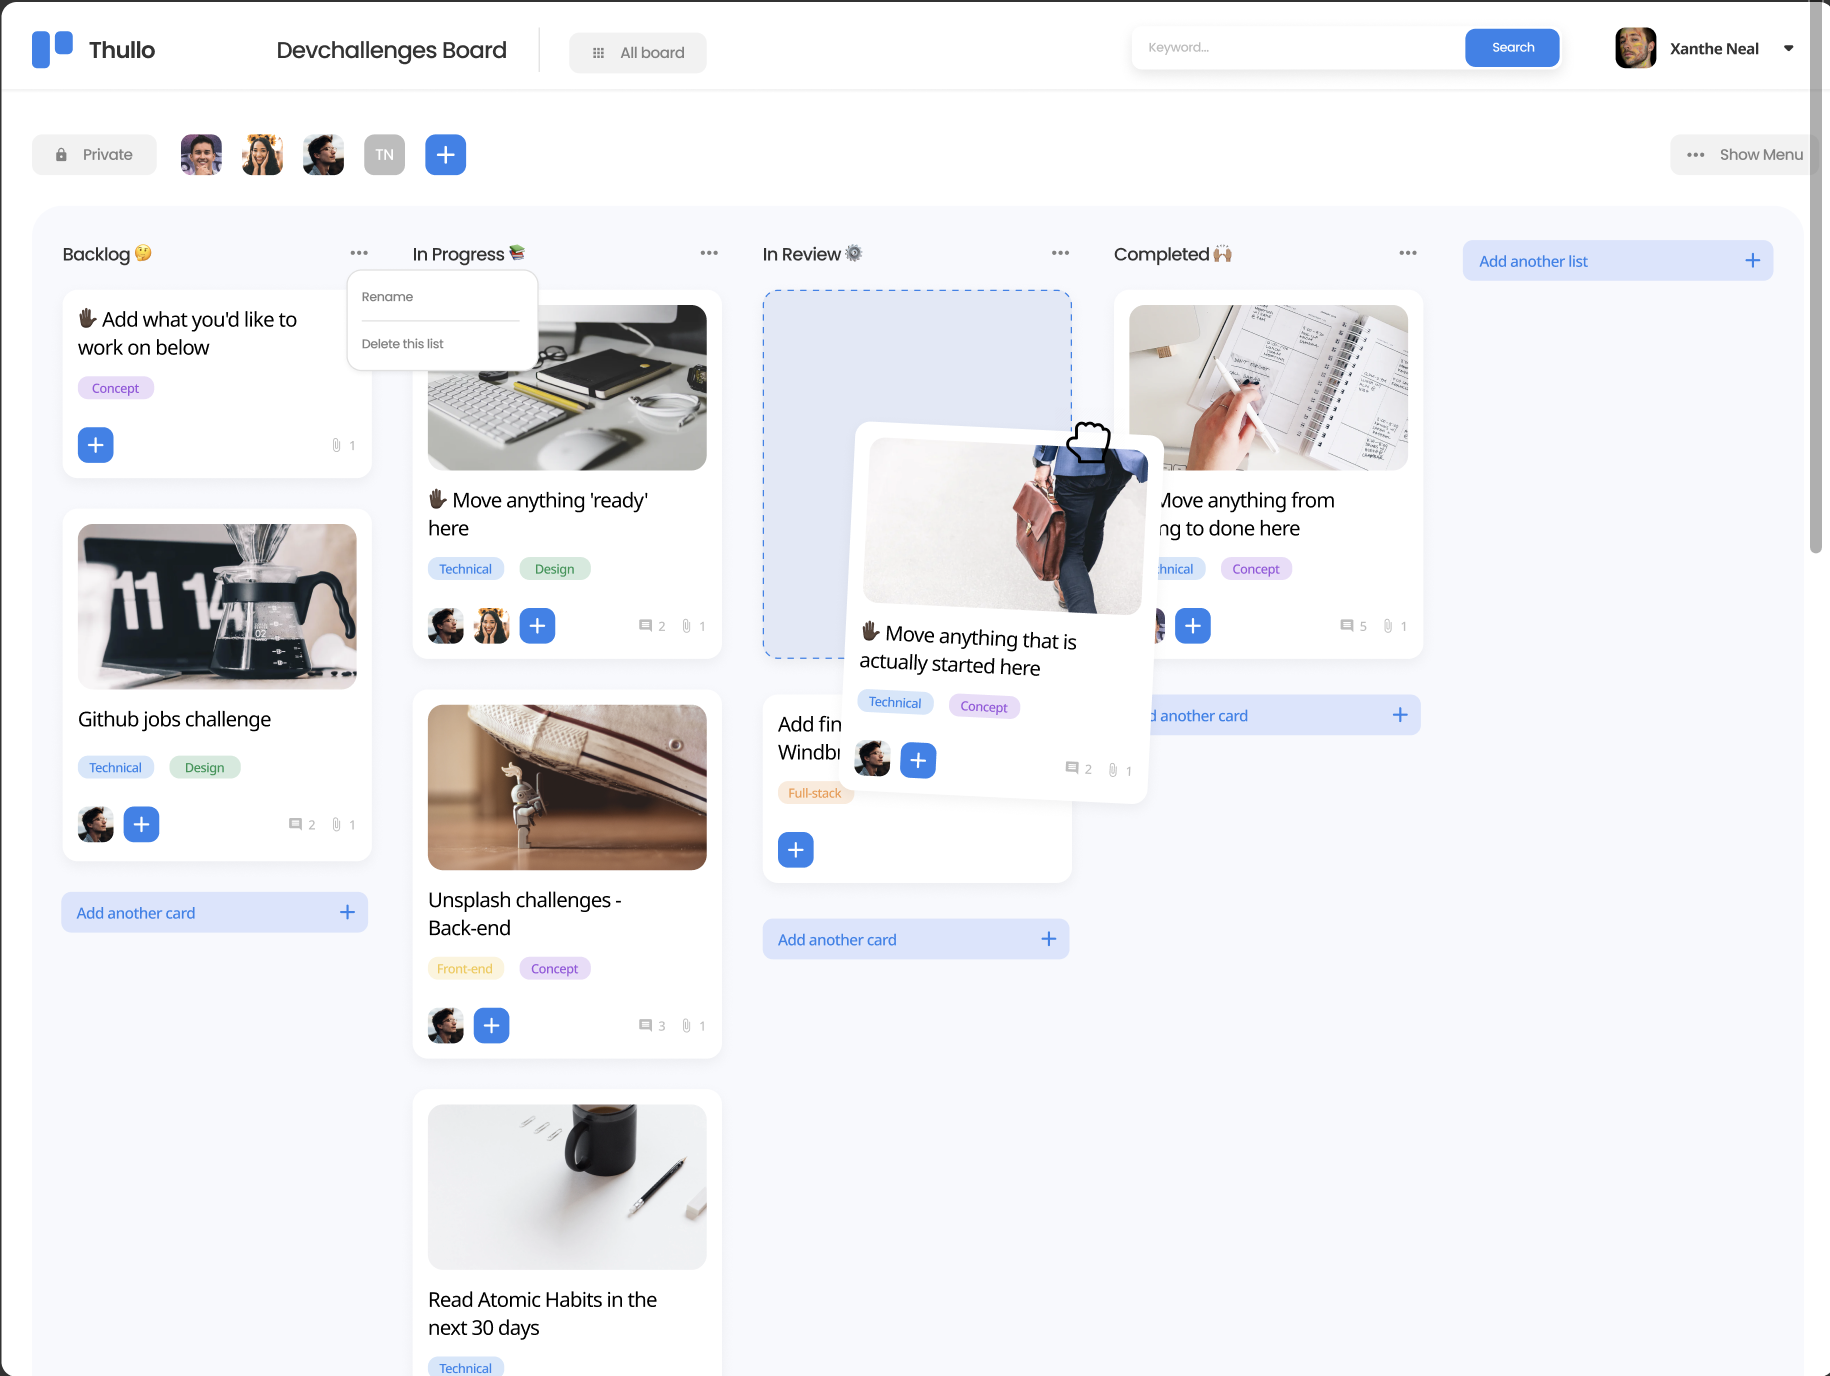 Thullo
Devchallenges Board
All board
Keyword...
Search
Xanthe Neal
Private
TN
Show Menu
Backlog 🤔
In Progress 📚
In Review ⚙️
Completed 🙌🏽
Add another list
Rename
Delete this list
✋🏿 Add what you'd like to
work on below
Concept
1
11 14
02
Github jobs challenge
Technical
Design
2
1
Add another card
✋🏿 Move anything 'ready'
here
Technical
Design
2
1
Unsplash challenges -
Back-end
Front-end
Concept
3
1
Read Atomic Habits in the
next 30 days
Technical
✋🏿 Move anything that is
actually started here
Technical
Concept
2
1
Add fin
Windb
Full-stack
Add another card
Move anything from
ng to done here
hnical
Concept
5
1
d another card